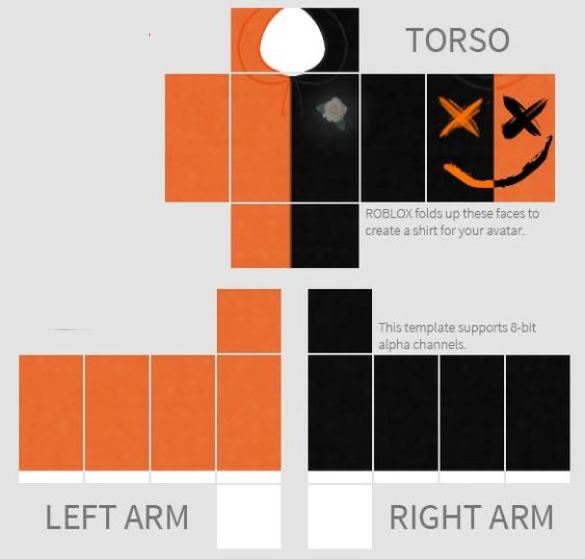 TORSO
ROBLOX folds up these faces to
create a shirt for your avatar.
This template supports 8-bit
alpha channels.
LEFT ARM
RIGHT ARM